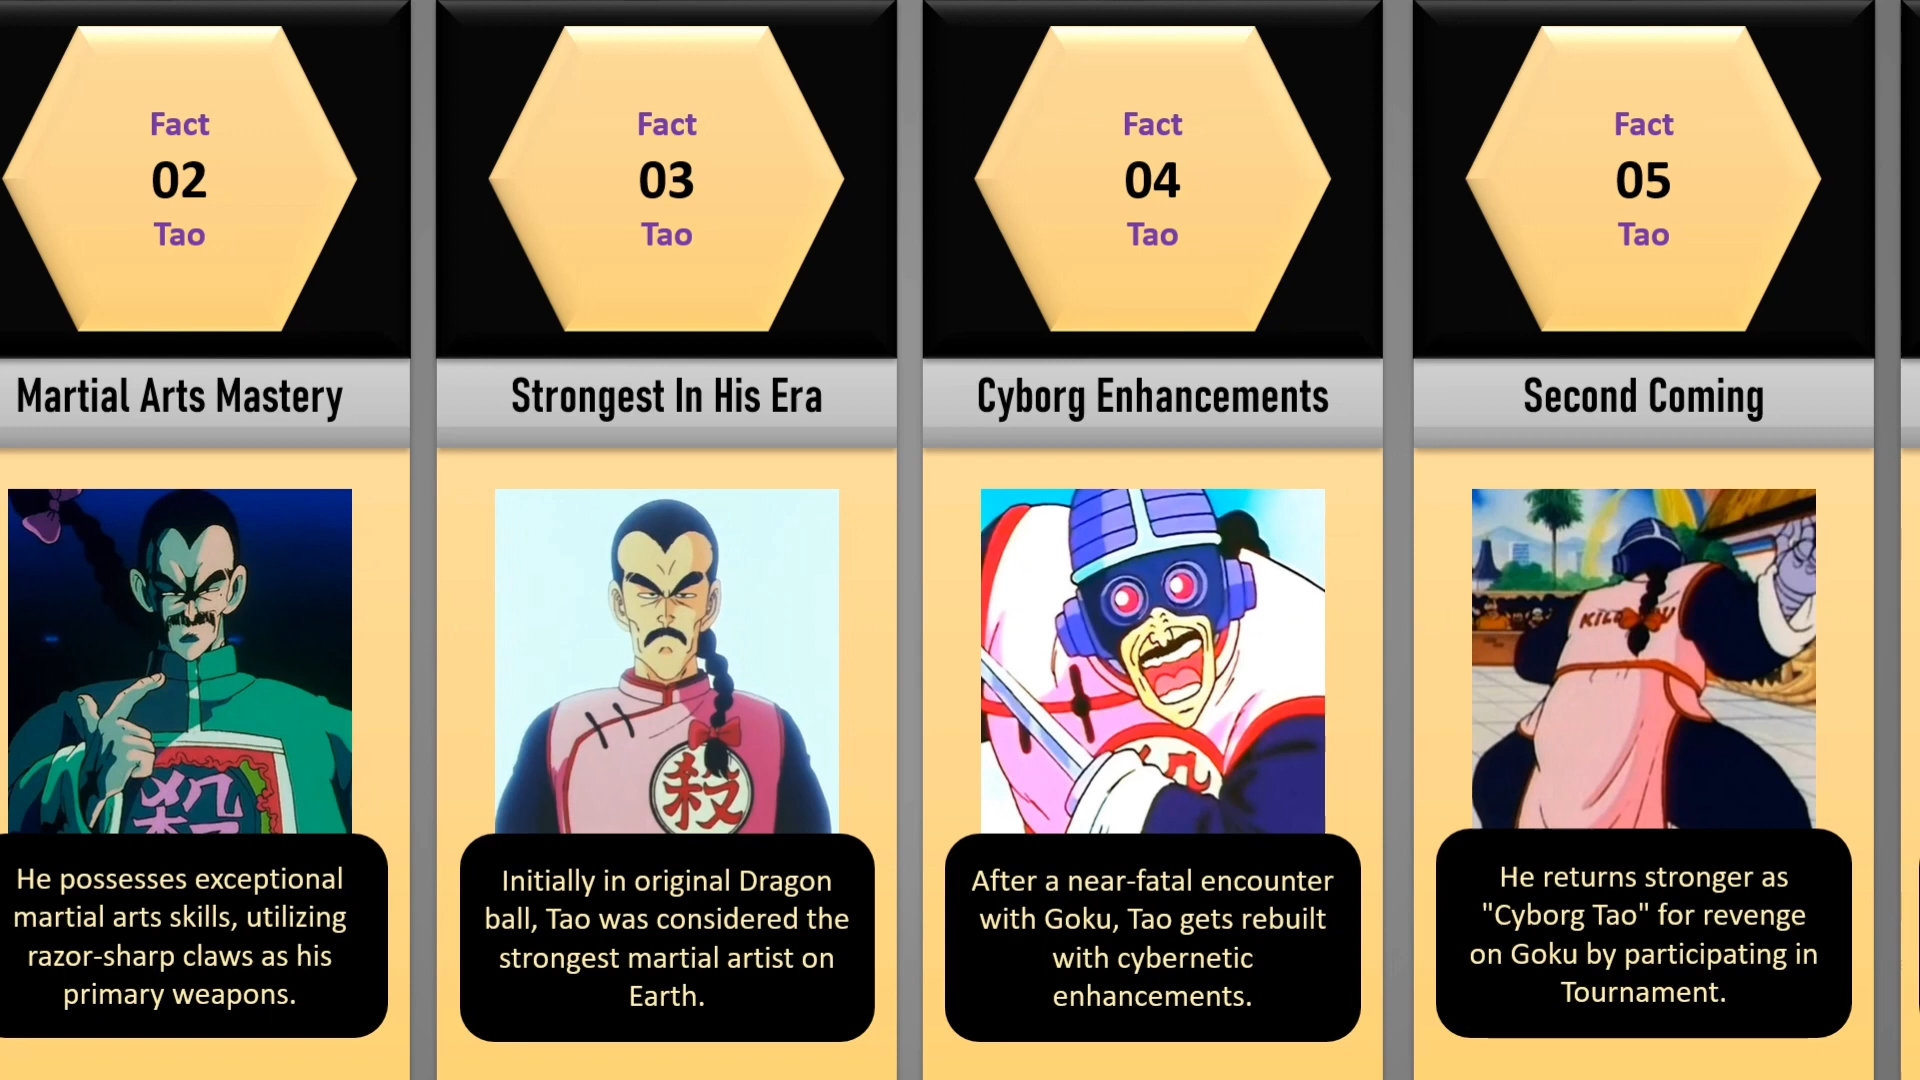 Fact
02
Tao
Martial Arts Mastery
殺
He possesses exceptional
martial arts skills, utilizing
razor-sharp claws as his
primary weapons.
Fact
03
Tao
Strongest In His Era
殺
Initially in original Dragon
ball, Tao was considered the
strongest martial artist on
Earth.
Fact
04
Tao
Cyborg Enhancements
After a near-fatal encounter
with Goku, Tao gets rebuilt
with cybernetic
enhancements.
Fact
05
Tao
Second Coming
He returns stronger as
"Cyborg Tao" for revenge
on Goku by participating in
Tournament.